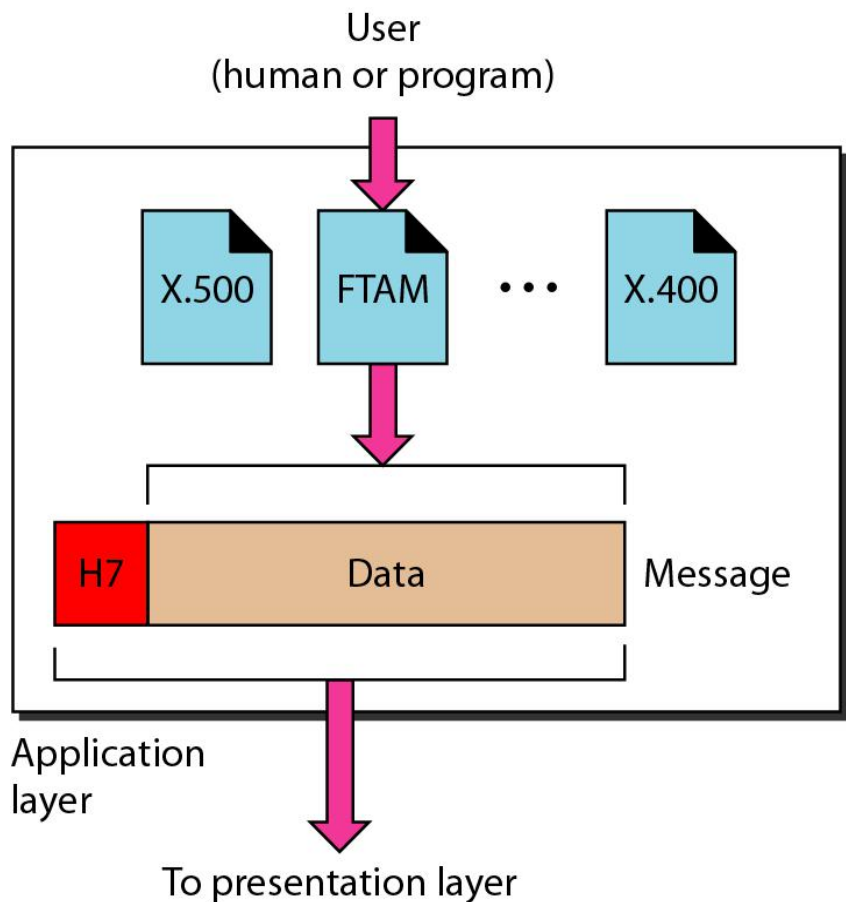 User
(human or program)
X.500
FTAM
...
X.400
H7
Data
Message
Application
layer
To presentation layer